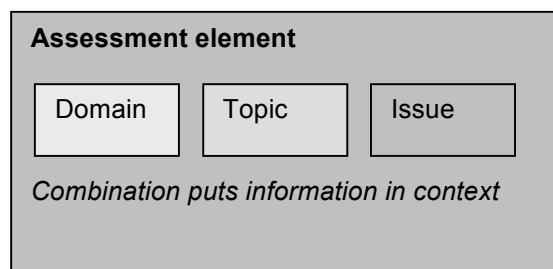 Assessment element
Domain Topic Issue
Combination puts information in context